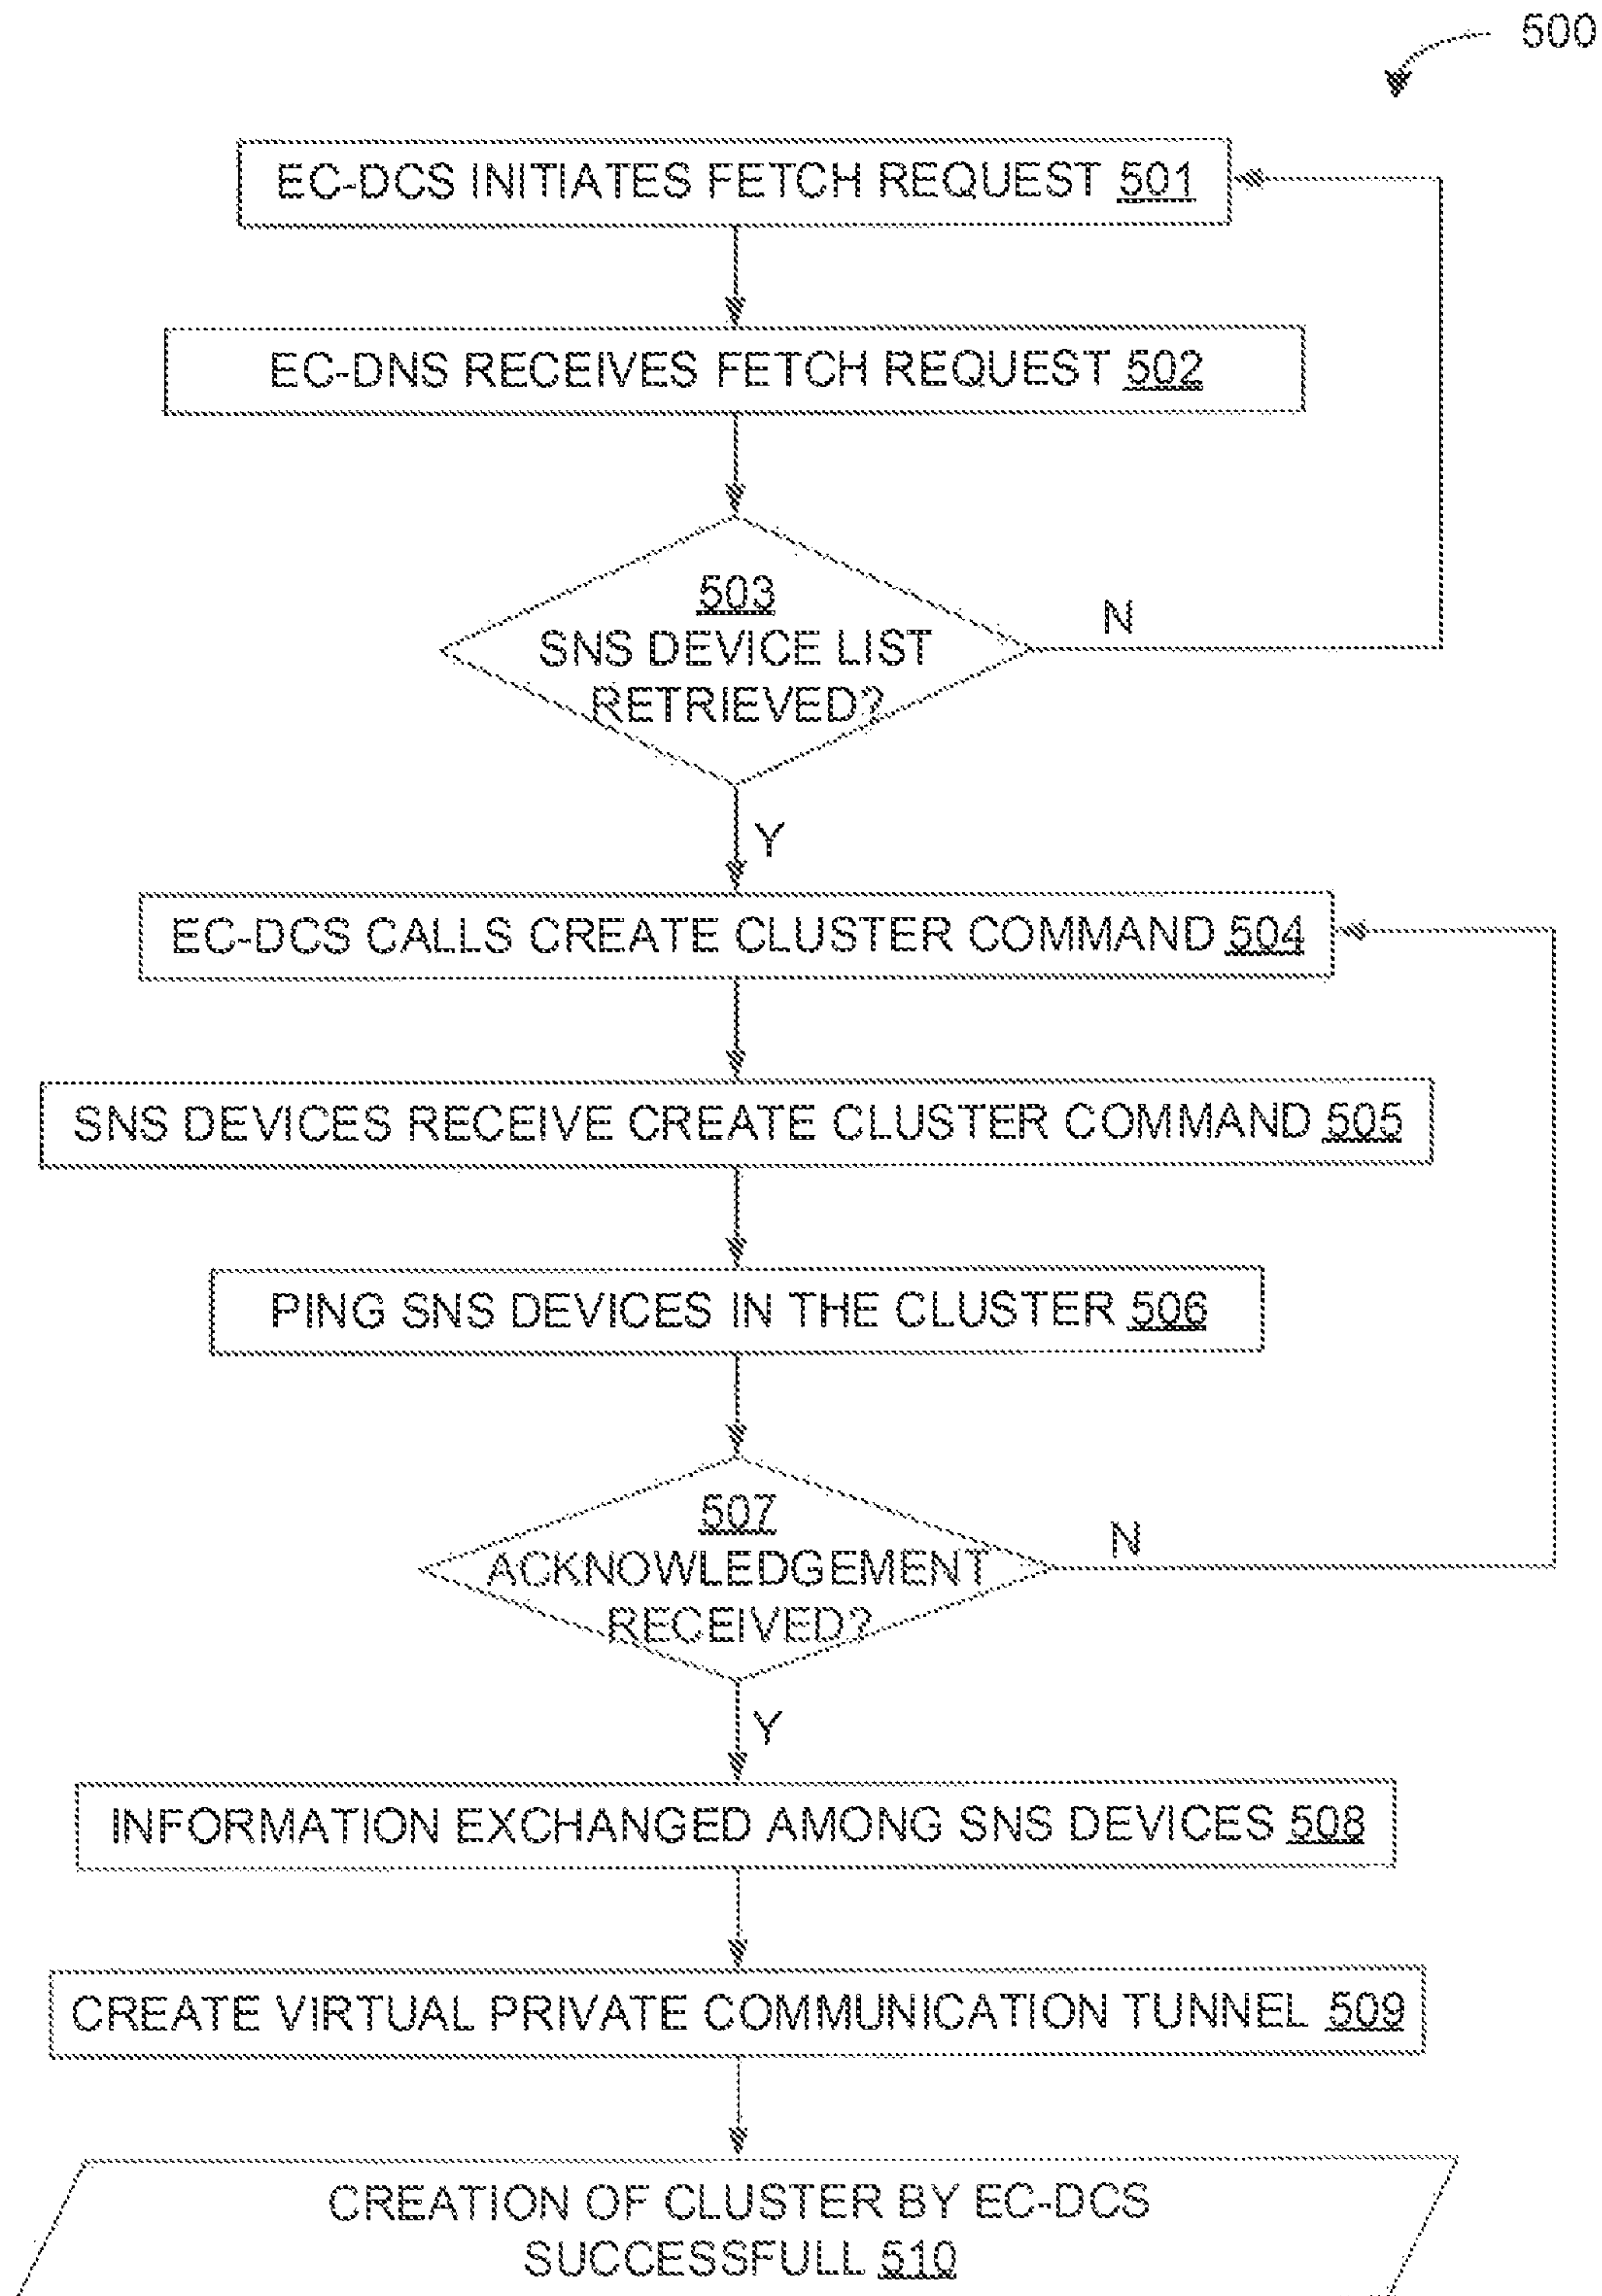 500
EC-DCS INITIATES FETCH REQUEST 501
EC-DNS RECEIVES FETCH REQUEST 502
503
SNS DEVICE LIST
RETRIEVED?
N
Y
EC-DCS CALLS CREATE CLUSTER COMMAND 504
SNS DEVICES RECEIVE CREATE CLUSTER COMMAND 505
PING SNS DEVICES IN THE CLUSTER 506
507
ACKNOWLEDGEMENT
RECEIVED?
N
Y
INFORMATION EXCHANGED AMONG SNS DEVICES 508
CREATE VIRTUAL PRIVATE COMMUNICATION TUNNEL 509
CREATION OF CLUSTER BY EC-DCS
SUCCESSFULL 510